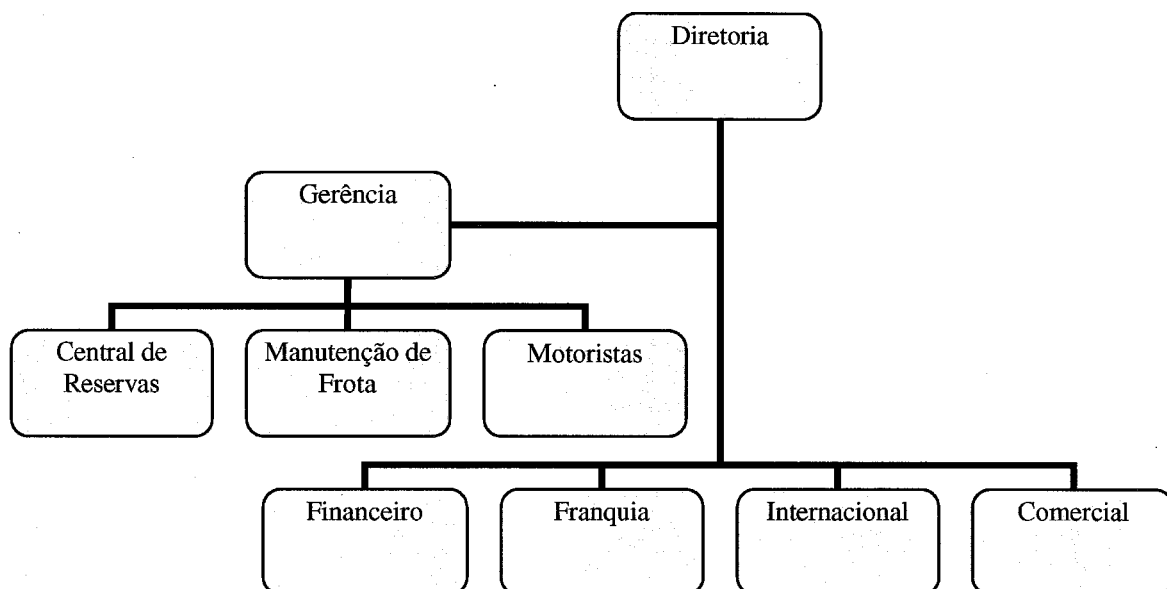 Diretoria
Gerência
Central de
Reservas
Manutenção de
Frota
Motoristas
Financeiro
Franquia
Internacional
Comercial